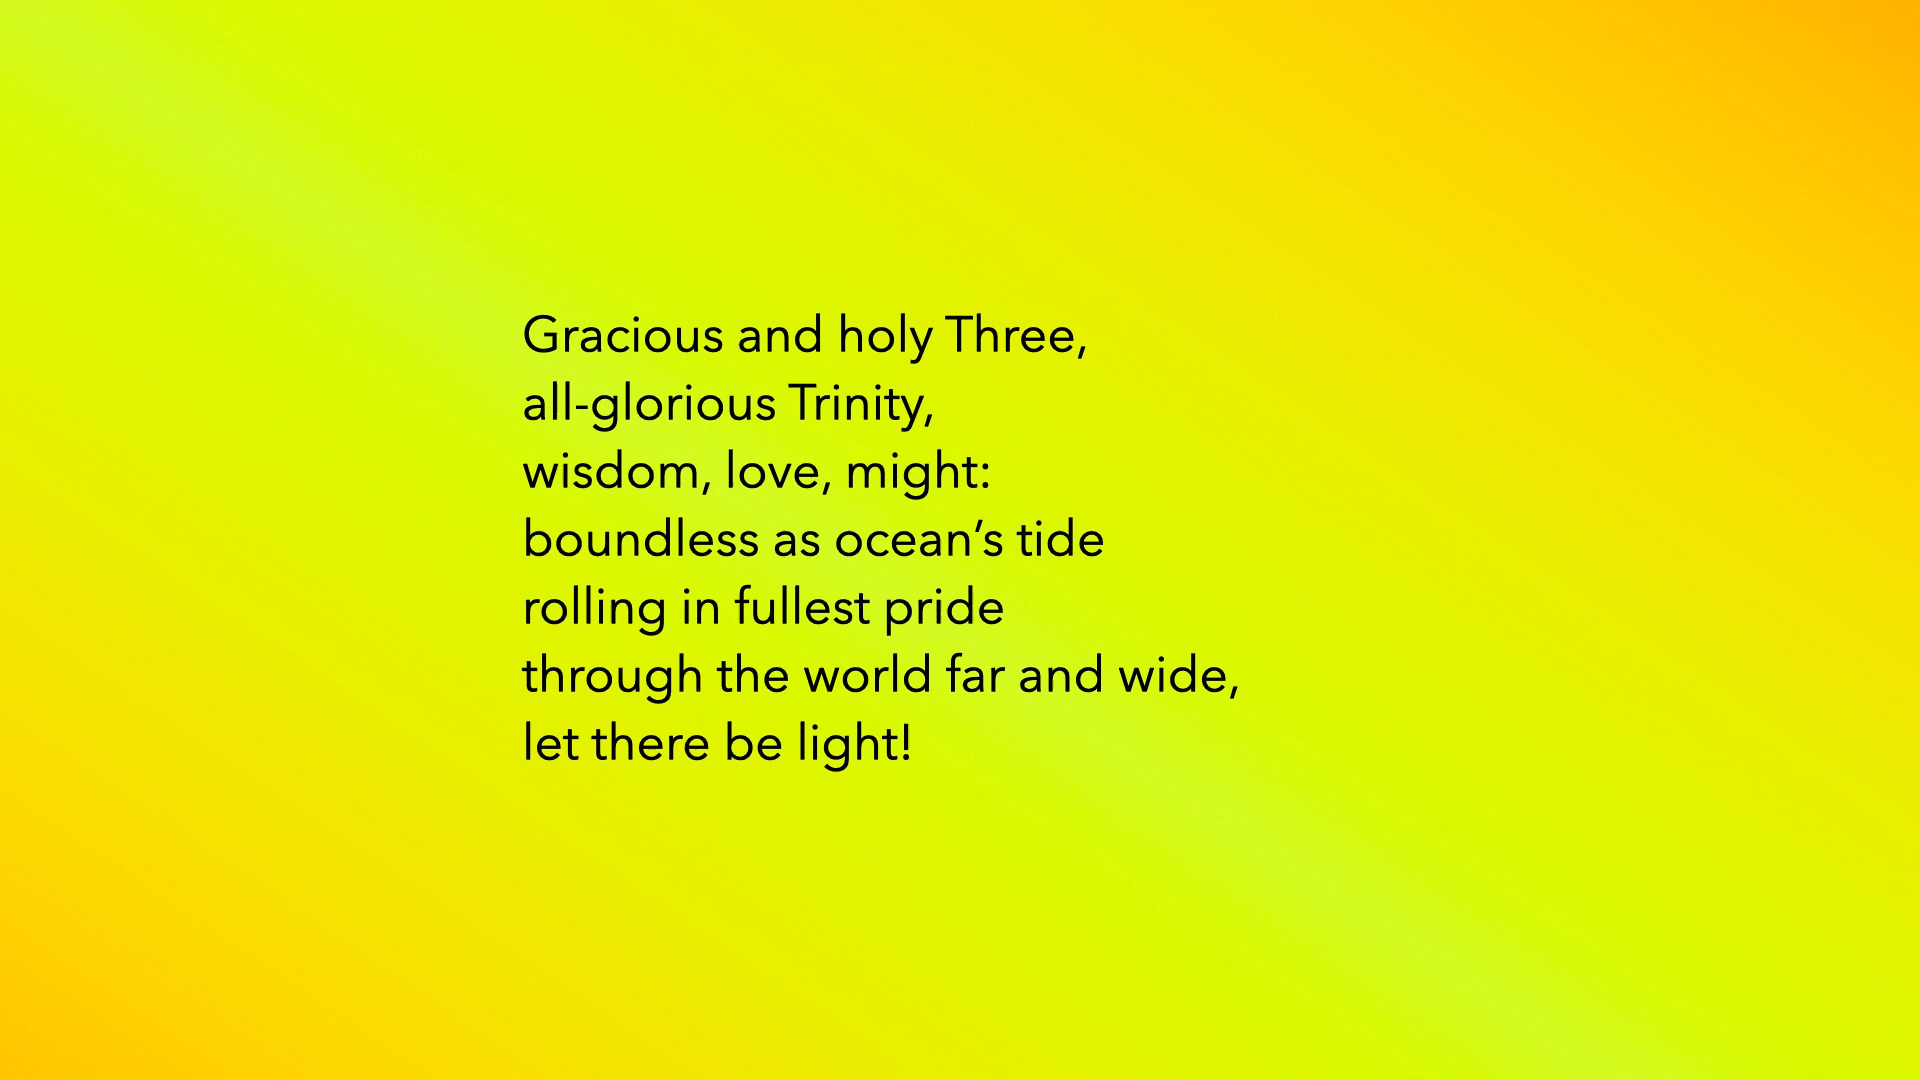 Gracious and holy Three,
all-glorious Trinity,
wisdom, love, might:
boundless as ocean’s tide
rolling in fullest pride
through the world far and wide,
let there be light!